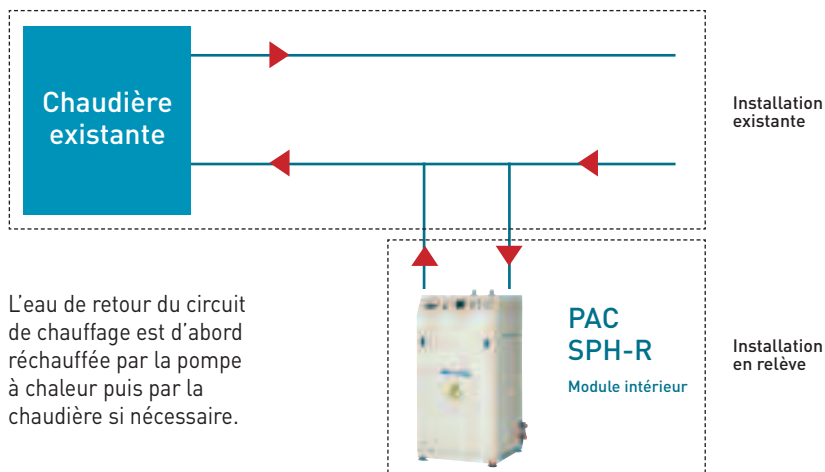 Chaudière
existante
Installation
existante
L'eau de retour du circuit
de chauffage est d'abord
réchauffée par la pompe
à chaleur puis par la
chaudière si nécessaire.
PAC
SPH-R
Module intérieur
Installation
en relève